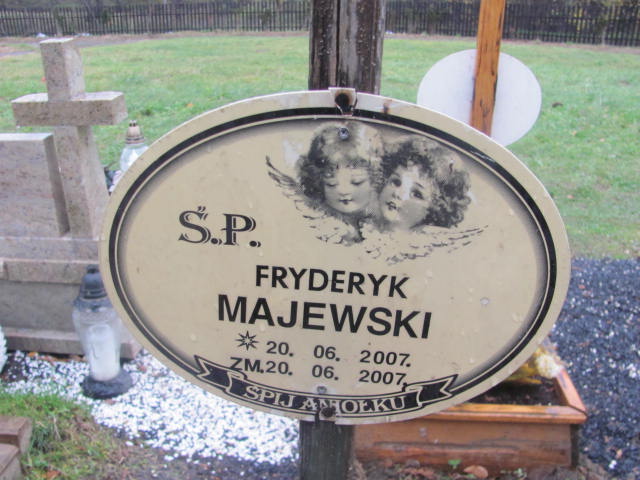 Ś.P.
FRYDERYK
MAJEWSKI
20. 06. 2007.
ZM. 20. 06. 2007.
ŚPIJ ANIOŁKU